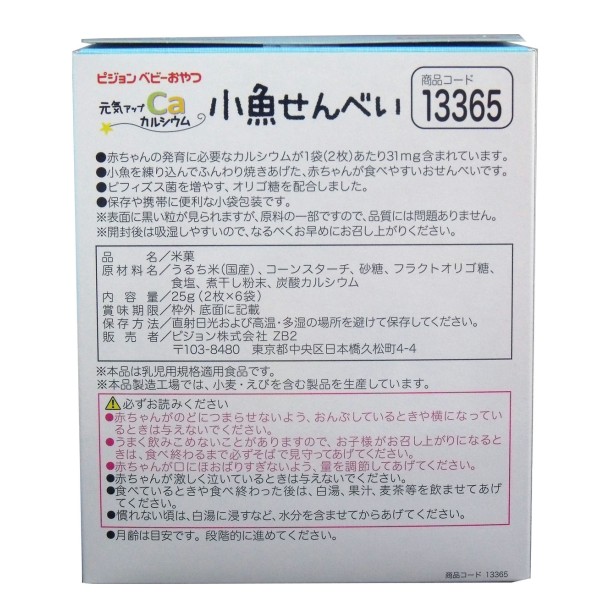 ピジョン ベビーおやつ
元気アップCaカルシウム 小魚せんべい
商品コード
13365
●赤ちゃんの発育に必要なカルシウムが1袋(2枚)あたり31mg含まれています。
●小魚を練り込んでふんわり焼きあげた、赤ちゃんが食べやすいおせんべいです。
●ビフィズス菌を増やす、オリゴ糖を配合しました。
●保存や携帯に便利な小袋包装です。
※表面に黒い粒が見られますが、原料の一部ですので、品質には問題ありません。
※開封後は吸湿しやすいので、なるべくお早めにお召し上がりください。
品名/米菓
原材料名/うるち米(国産)、コーンスターチ、砂糖、フラクトオリゴ糖、
食塩、煮干し粉末、炭酸カルシウム
内容量/25g(2枚×6袋)
賞味期限/枠外 底面に記載
保存方法/直射日光および高温・多湿の場所を避けて保存してください。
販売者/ピジョン株式会社 ZB2
〒103-8480 東京都中央区日本橋久松町4-4
※本品は乳児用規格適用食品です。
※本品製造工場では、小麦・えびを含む製品を生産しています。
必ずお読みください
●赤ちゃんがのどにつまらせないよう、おんぶしているときや横になってい
るときは与えないでください。
●うまく飲みこめないことがありますので、お子様がお召し上がりになると
きは、食べ終わるまで必ずそばで見守ってあげてください。
●赤ちゃんが口にほおばりすぎないよう、量を調節してあげてください。
●赤ちゃんが激しく泣いているときは与えないでください。
●食べているときや食べ終わった後は、白湯、果汁、麦茶等を飲ませてあげ
てください。
●慣れない頃は、白湯に浸すなど、水分を含ませてからあげてください。
●月齢は目安です。段階的に進めてください。
商品コード 13365